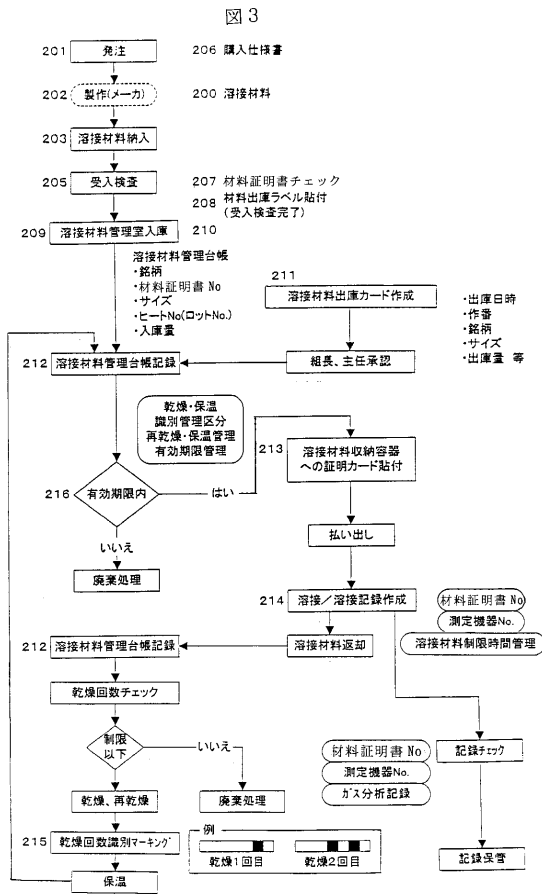 図3
201 発注
206 購入仕様書
202 製作(メーカ)
200 溶接材料
203 溶接材料納入
205 受入検査
207 材料証明書チェック
208 材料出庫ラベル貼付
(受入検査完了)
209 溶接材料管理室入庫
210
溶接材料管理台帳
・銘柄
・材料証明書 No
・サイズ
・ヒートNo(ロットNo.)
・入庫量
211
溶接材料出庫カード作成
・出庫日時
・作番
・銘柄
・サイズ
・出庫量 等
212 溶接材料管理台帳記録
組長、主任承認
乾燥・保温
識別管理区分
再乾燥・保温管理
有効期限管理
213 溶接材料収納容器
への証明カード貼付
216 有効期限内
はい
いいえ
払い出し
廃棄処理
214 溶接/溶接記録作成
材料証明書 No
測定機器No.
溶接材料制限時間管理
212 溶接材料管理台帳記録
溶接材料返却
乾燥回数チェック
制限
以下
いいえ
材料証明書 No
測定機器No.
ガス分析記録
記録チェック
乾燥、再乾燥
廃棄処理
215 乾燥回数識別マーキング
例
乾燥1回目
乾燥2回目
記録保管
保温